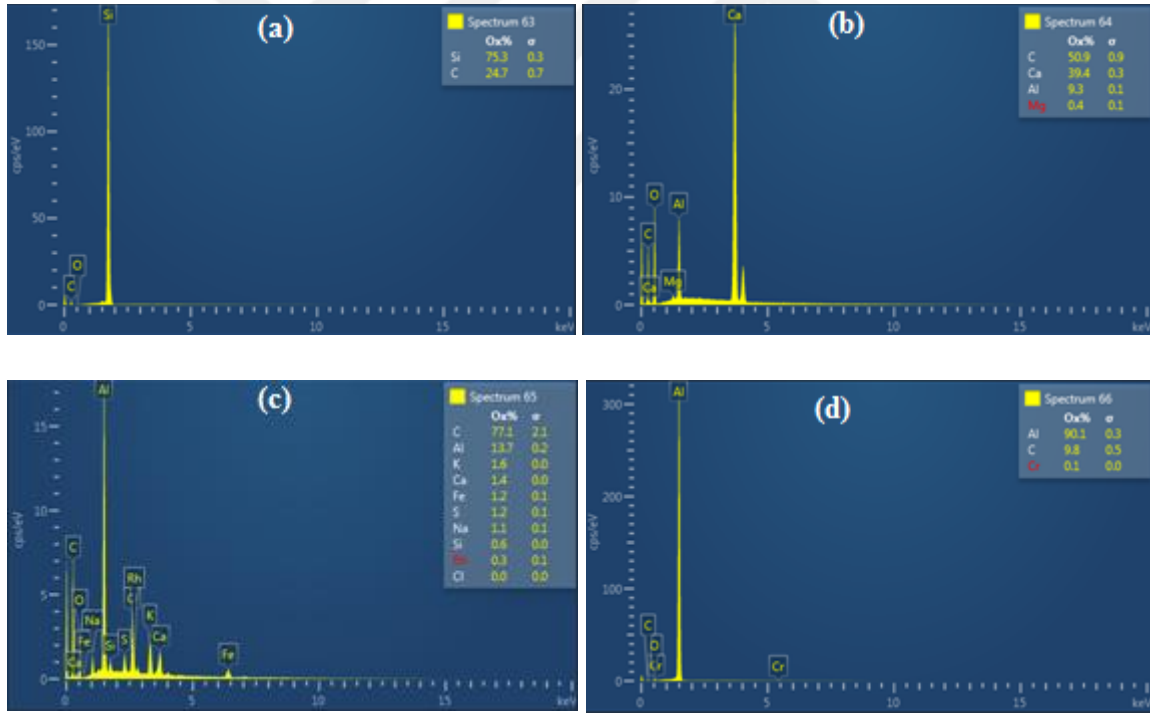 (a)
Spectrum 63
Ox% σ
Si 75.3 0.3
C 24.7 0.7
Si
O
C
cps/eV
150
100
50
0
0 5 10 15 keV
(b)
Spectrum 64
Ox% σ
C 50.9 0.9
Ca 39.4 0.3
Al 9.3 0.1
Mg 0.4 0.1
Ca
O
Al
C
Ca
Mg
cps/eV
20
10
0
0 5 10 15 keV
(c)
Spectrum 65
Ox% σ
C 77.1 2.1
Al 13.7 0.2
K 1.6 0.0
Ca 1.4 0.0
Fe 1.2 0.1
S 1.2 0.1
Na 1.1 0.1
Si 0.6 0.0
0.3 0.1
Cl 0.0 0.0
Al
C
O
Na
Fe
Ca
Si
S
Rh
K
Ca
Fe
cps/eV
15
10
5
0
0 5 10 15 keV
(d)
Spectrum 66
Ox% σ
Al 90.1 0.3
C 9.8 0.5
Cr 0.1 0.0
Al
C
O
Cr
Cr
cps/eV
300
200
100
0
0 5 10 15 keV